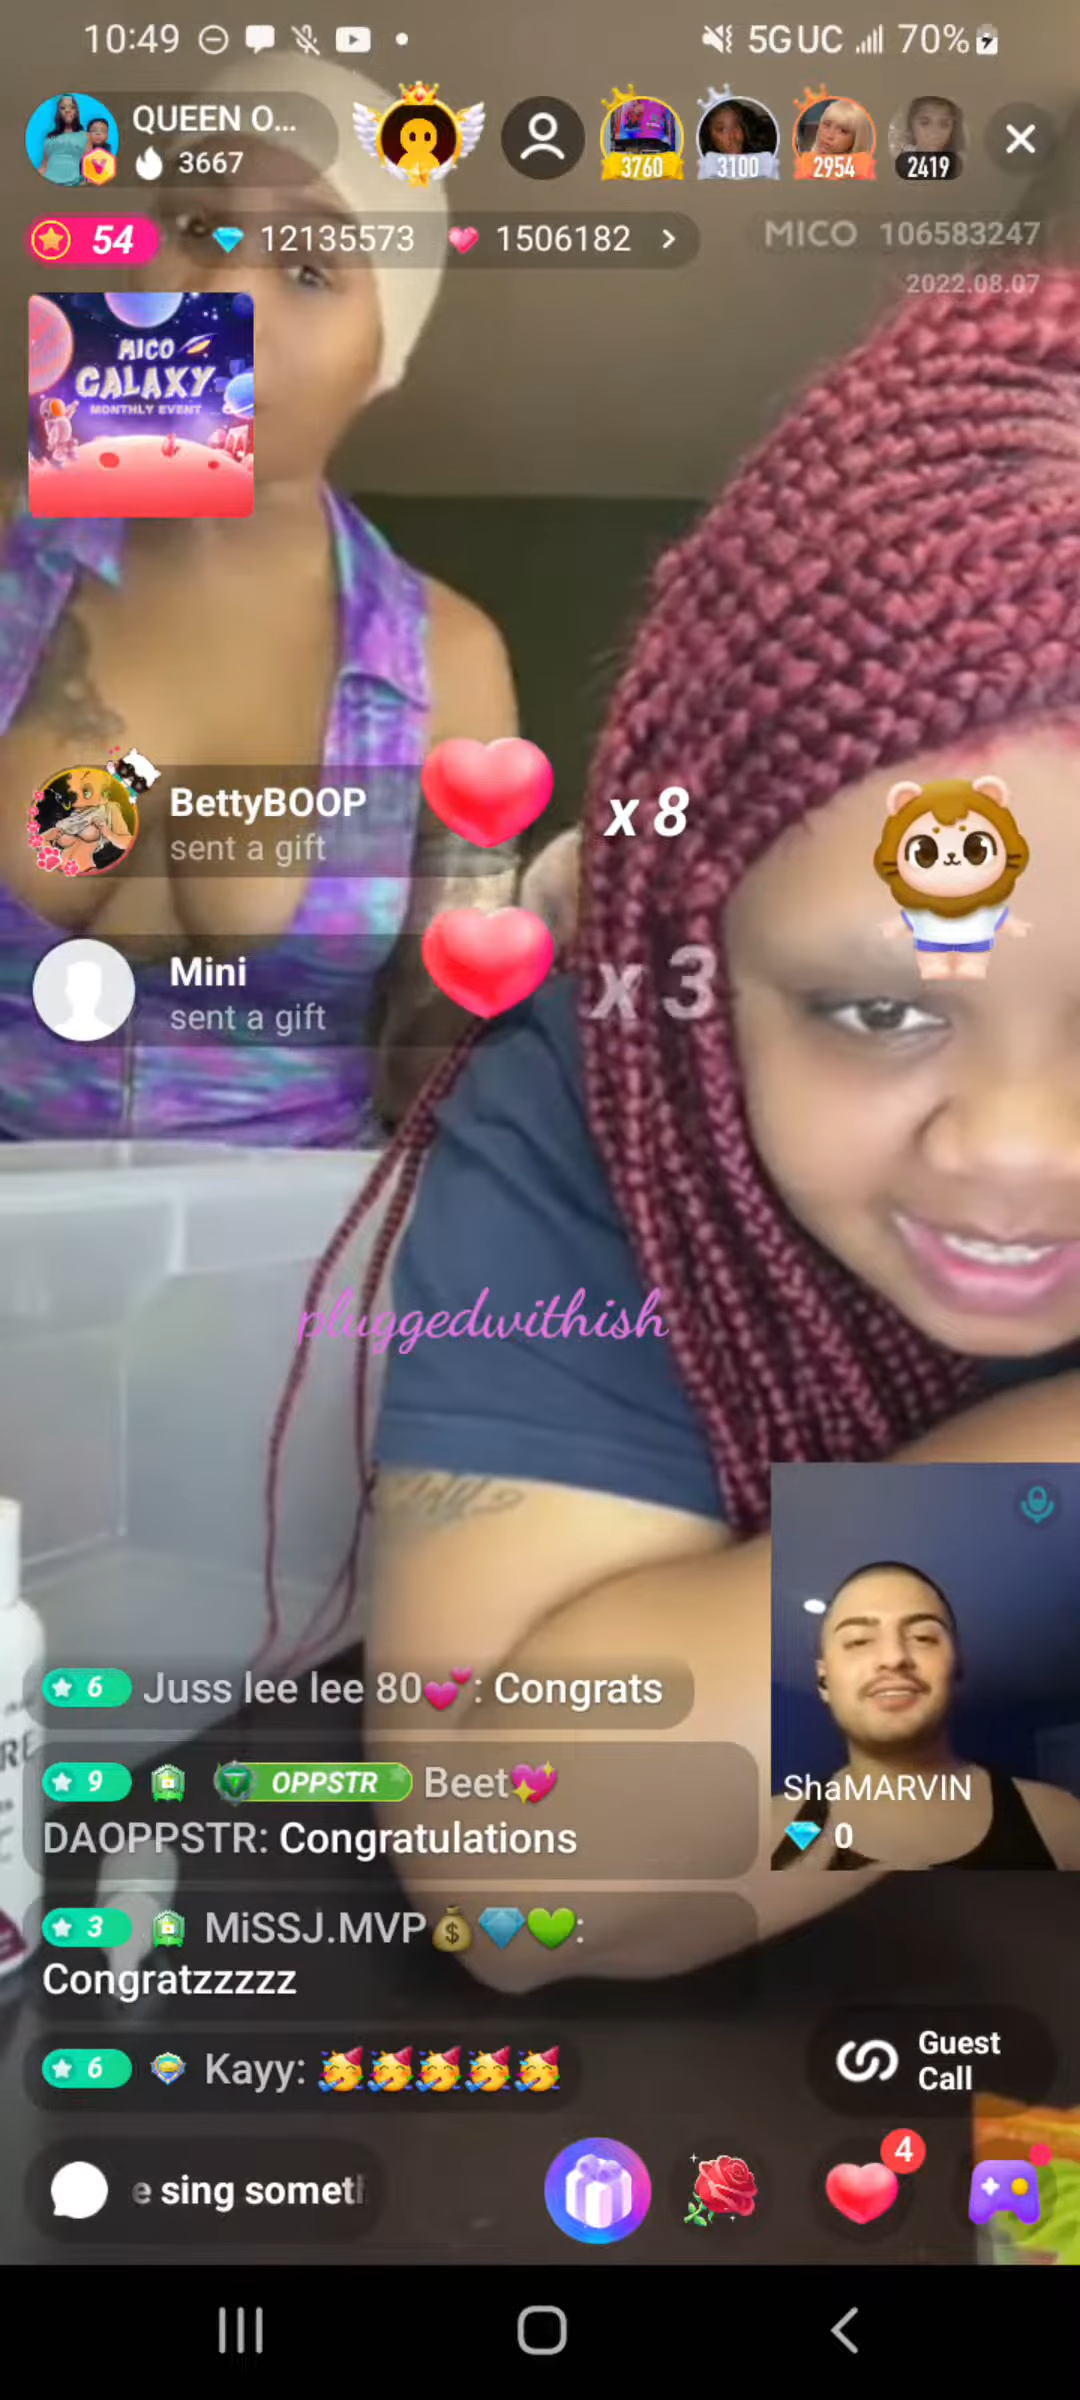 10:49
5G UC 70%
QUEEN O...
3667
3760
3100
2954
2419
54
12135573
1506182 >
MICO 106583247
2022.08.07
MICO
GALAXY
MONTHLY EVENT
BettyBOOP
sent a gift
x 8
Mini
sent a gift
x 3
pluggedwithish
6 Juss lee lee 80💕: Congrats
9 OPPSTR Beet💖
DAOPPSTR: Congratulations
3 MiSSJ.MVP💰💎💚:
Congratzzzzz
6 Kayy: 🥳🥳🥳🥳🥳
ShaMARVIN
0
Guest
Call
e sing someth
4